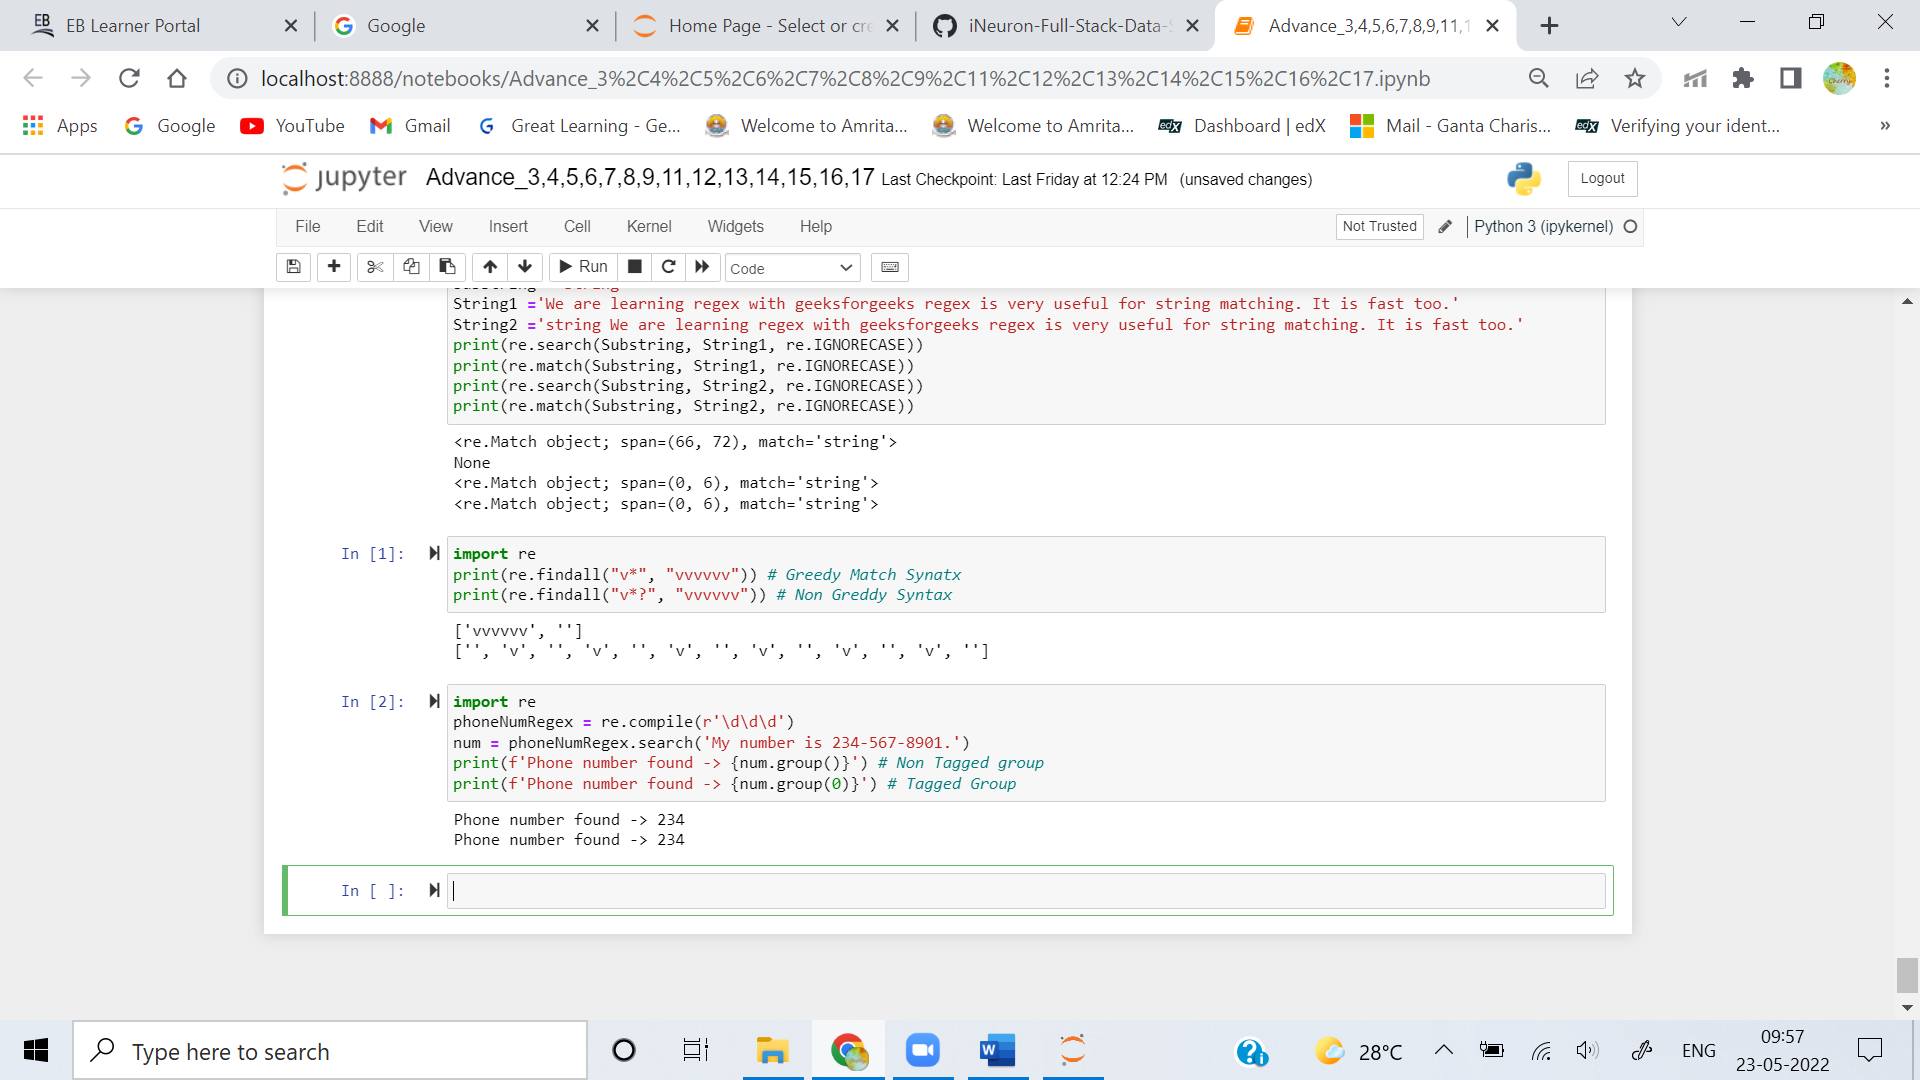 EB Learner Portal
Google
Home Page - Select or cre
iNeuron-Full-Stack-Data-S
Advance_3,4,5,6,7,8,9,11,1
localhost:8888/notebooks/Advance_3%2C4%2C5%2C6%2C7%2C8%2C9%2C11%2C12%2C13%2C14%2C15%2C16%2C17.ipynb
Apps
Google
YouTube
Gmail
Great Learning - Ge...
Welcome to Amrita...
Welcome to Amrita...
Dashboard | edX
Mail - Ganta Charis...
Verifying your ident...
»
jupyter Advance_3,4,5,6,7,8,9,11,12,13,14,15,16,17 Last Checkpoint: Last Friday at 12:24 PM (unsaved changes)
Logout
File Edit View Insert Cell Kernel Widgets Help
Not Trusted
Python 3 (ipykernel)
Run
Code
String1 ='We are learning regex with geeksforgeeks regex is very useful for string matching. It is fast too.'
String2 ='string We are learning regex with geeksforgeeks regex is very useful for string matching. It is fast too.'
print(re.search(Substring, String1, re.IGNORECASE))
print(re.match(Substring, String1, re.IGNORECASE))
print(re.search(Substring, String2, re.IGNORECASE))
print(re.match(Substring, String2, re.IGNORECASE))
<re.Match object; span=(66, 72), match='string'>
None
<re.Match object; span=(0, 6), match='string'>
<re.Match object; span=(0, 6), match='string'>
In [1]:
import re
print(re.findall("v*", "vvvvvv")) # Greedy Match Synatx
print(re.findall("v*?", "vvvvvv")) # Non Greddy Syntax
['vvvvvv', '']
['', 'v', '', 'v', '', 'v', '', 'v', '', 'v', '', 'v', '']
In [2]:
import re
phoneNumRegex = re.compile(r'\d\d\d')
num = phoneNumRegex.search('My number is 234-567-8901.')
print(f'Phone number found -> {num.group()}') # Non Tagged group
print(f'Phone number found -> {num.group(0)}') # Tagged Group
Phone number found -> 234
Phone number found -> 234
In [ ]:
Type here to search
28°C
ENG
09:57
23-05-2022